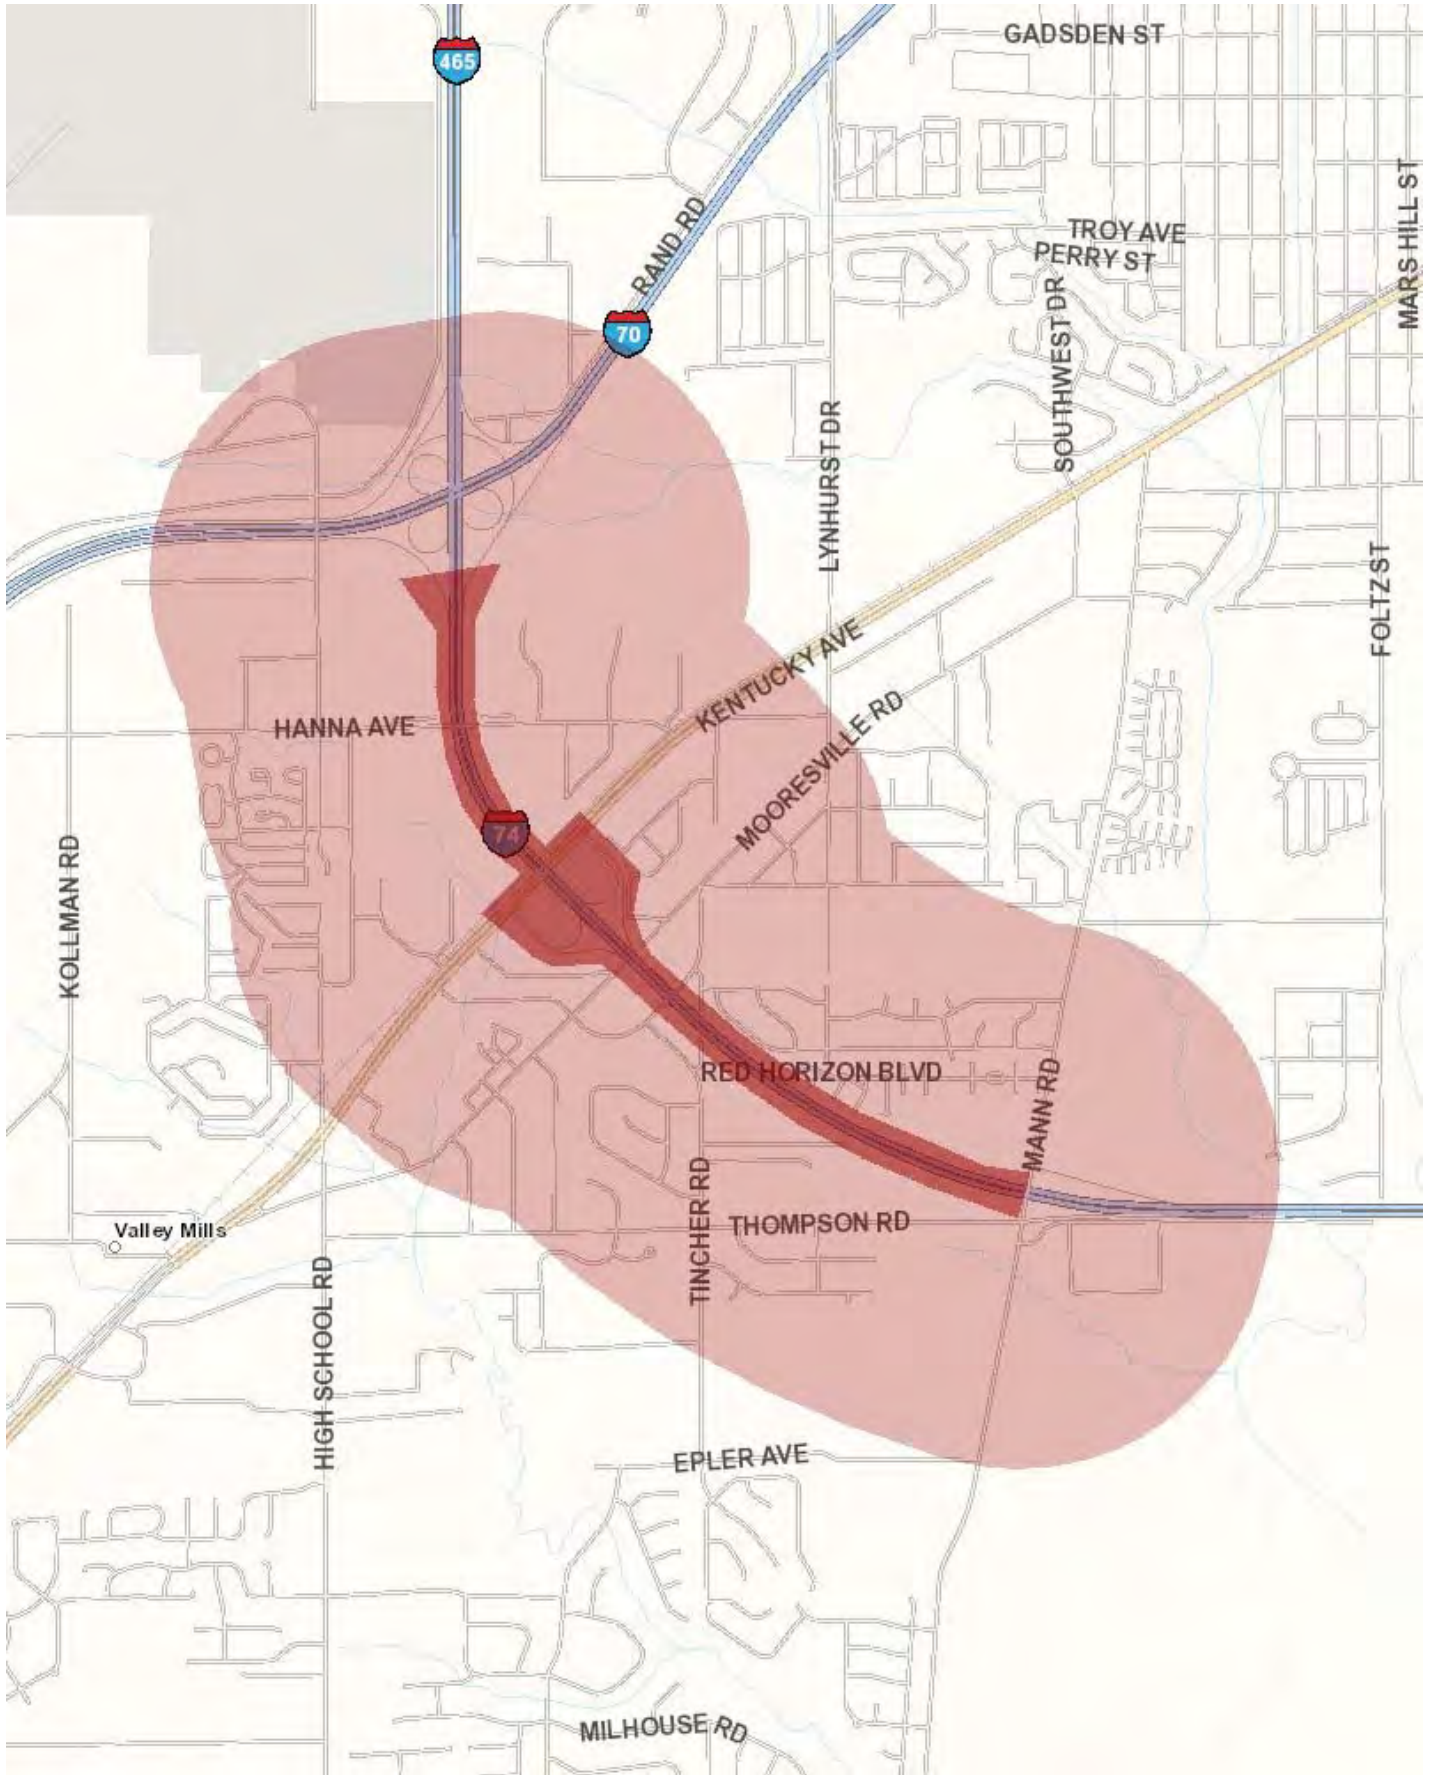 GADSDEN ST
465
MARS HILL ST
RAND RD
TROY AVE
PERRY ST
70
SOUTHWEST DR
LYNHURST DR
FOLTZ ST
KENTUCKY AVE
HANNA AVE
MOORESVILLE RD
74
KOLLMAN RD
RED HORIZON BLVD
MANN RD
TINCHER RD
THOMPSON RD
Valley Mills
HIGH SCHOOL RD
EPLER AVE
MILHOUSE RD